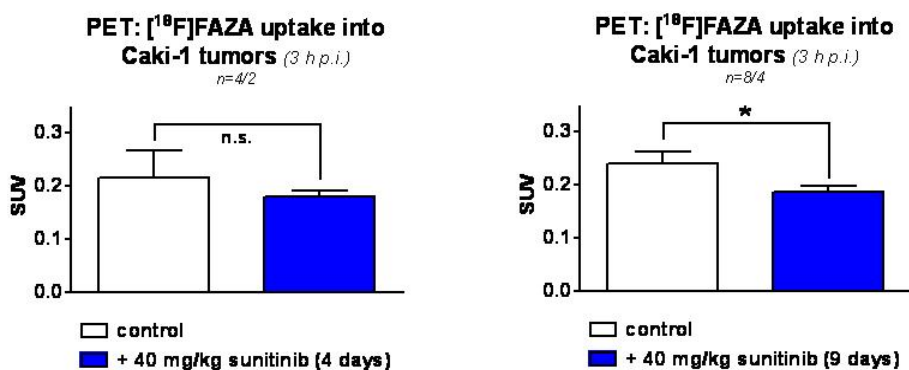 PET: [¹⁸F]FAZA uptake into
Caki-1 tumors (3 h p.i.)
n=4/2
n.s.
0.3
0.2
0.1
0.0
SUV
control
+ 40 mg/kg sunitinib (4 days)
PET: [¹⁸F]FAZA uptake into
Caki-1 tumors (3 h p.i.)
n=8/4
*
0.3
0.2
0.1
0.0
SUV
control
+ 40 mg/kg sunitinib (9 days)